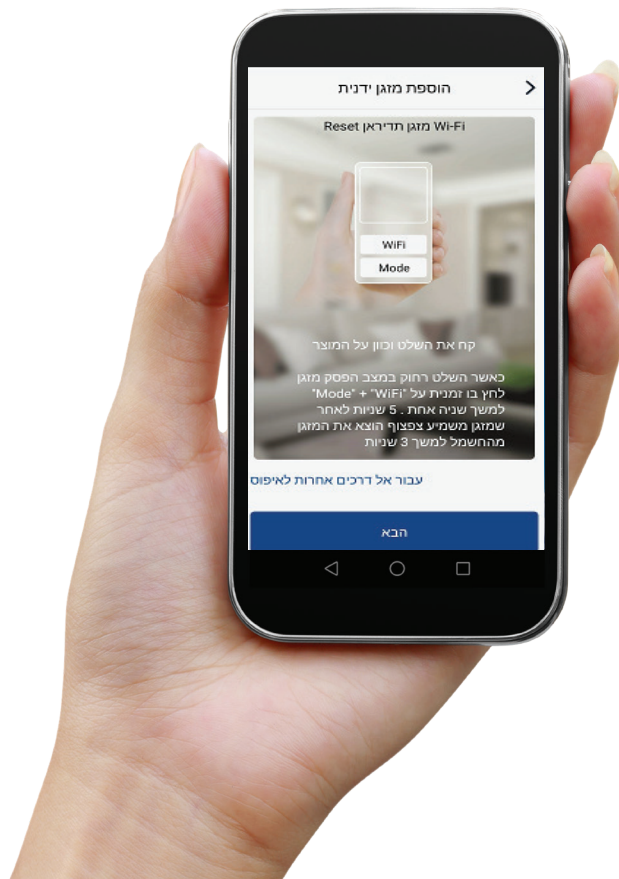 הוספת מזגן ידנית
Wi-Fi מזגן תדיראן Reset
WiFi
Mode
קח את השלט וכוון על המוצר
כאשר השלט רחוק במצב הפסק מזגן
לחץ בו זמנית על "Mode" + "WiFi"
למשך שניה אחת . 5 שניות לאחר
שמזגן משמיע צפצוף הוצא את המזגן
מהחשמל למשך 3 שניות
עבור אל דרכים אחרות לאיפוס
הבא